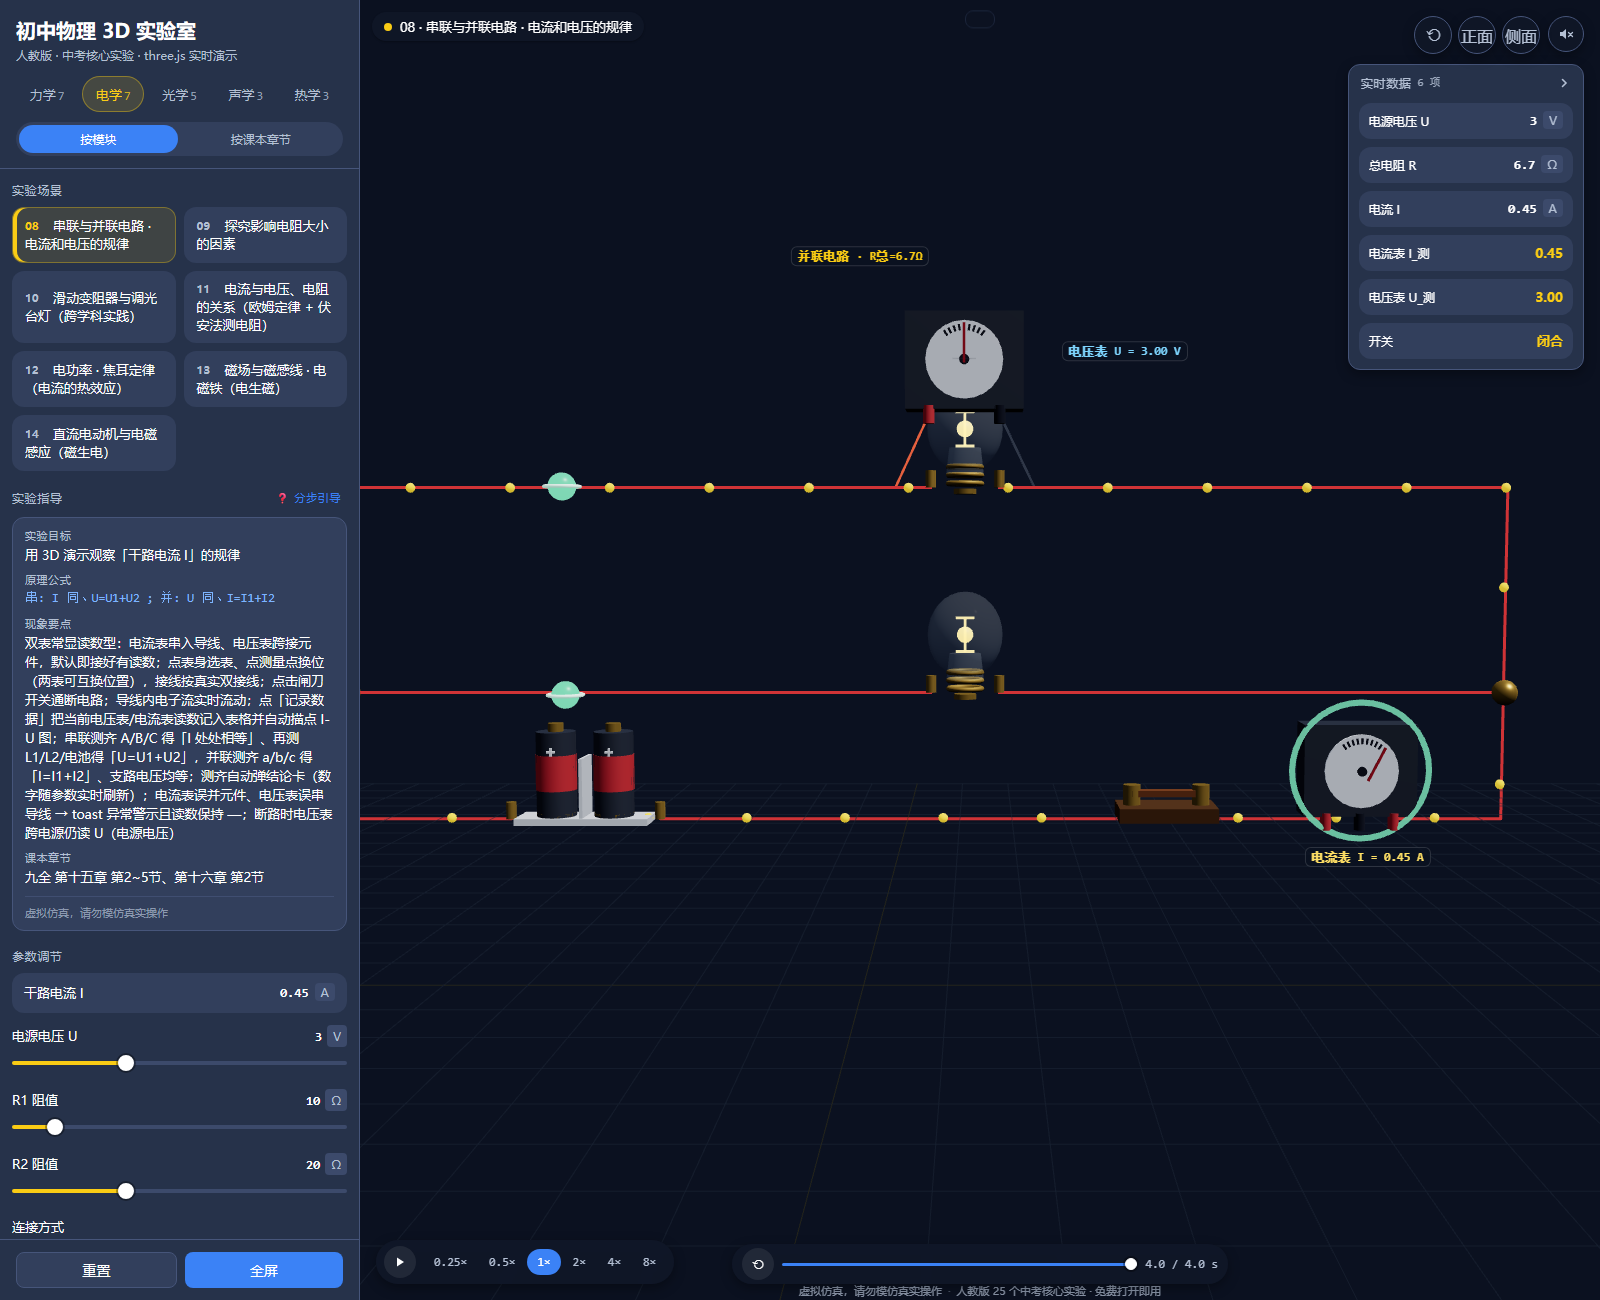 初中物理 3D 实验室
人教版 · 中考核心实验 · three.js 实时演示
力学 7 电学 7 光学 5 声学 3 热学 3
按模块 按课本章节
实验场景
08 串联与并联电路 · 电流和电压的规律
09 探究影响电阻大小的因素
10 滑动变阻器与调光台灯（跨学科实践）
11 电流与电压、电阻的关系（欧姆定律 + 伏安法测电阻）
12 电功率 · 焦耳定律（电流的热效应）
13 磁场与磁感线 · 电磁铁（电生磁）
14 直流电动机与电磁感应（磁生电）
实验指导 ❓ 分步引导
实验目标
用 3D 演示观察「干路电流 I」的规律
原理公式
串: I 同、U=U1+U2 ; 并: U 同、I=I1+I2
现象要点
双表常显读数型：电流表串入导线、电压表跨接元
件，默认即接好有读数；点表身选表、点测量点换位
（两表可互换位置），接线按真实双接线；点击闸刀
开关通断电路；导线内电子流实时流动；点「记录数
据」把当前电压表/电流表读数记入表格并自动描点 I-
U 图；串联测齐 A/B/C 得「I 处处相等」、再测
L1/L2/电池得「U=U1+U2」，并联测齐 a/b/c 得
「I=I1+I2」、支路电压均等；测齐自动弹结论卡（数
字随参数实时刷新）；电流表误并元件、电压表误串
导线 → toast 异常警示且读数保持 —；断路时电压表
跨电源仍读 U（电源电压）
课本章节
九全 第十五章 第2~5节、第十六章 第2节
虚拟仿真，请勿模仿真实操作
参数调节
干路电流 I 0.45 A
电源电压 U 3 V
R1 阻值 10 Ω
R2 阻值 20 Ω
连接方式
重置 全屏
08 · 串联与并联电路 · 电流和电压的规律
正面 侧面
实时数据 6 项
电源电压 U 3 V
总电阻 R 6.7 Ω
电流 I 0.45 A
电流表 I_测 0.45
电压表 U_测 3.00
开关 闭合
并联电路 · R总=6.7Ω
电压表 U = 3.00 V
电流表 I = 0.45 A
0.25× 0.5× 1× 2× 4× 8×
4.0 / 4.0 s
虚拟仿真，请勿模仿真实操作 · 人教版 25 个中考核心实验 · 免费打开即用